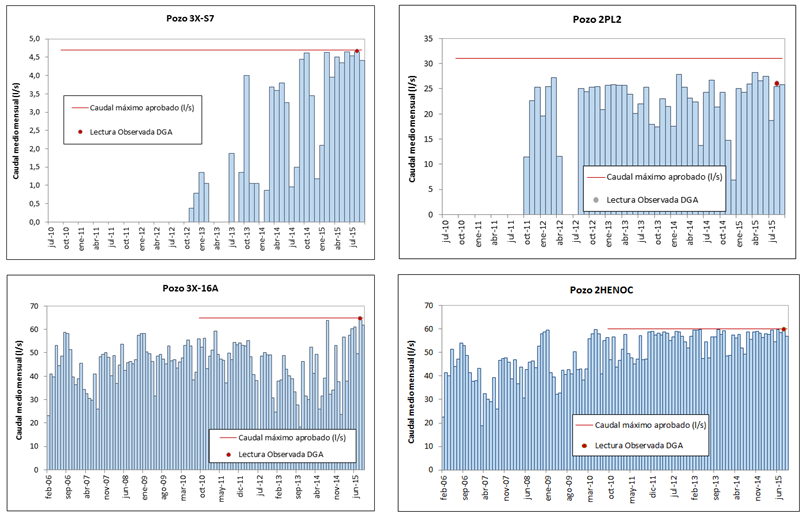 Pozo 3X-S7
Caudal medio mensual (l/s)
5,0
4,5
4,0
3,5
3,0
2,5
2,0
1,5
1,0
0,5
0,0
Caudal máximo aprobado (l/s)
Lectura Observada DGA
jul-10
oct-10
ene-11
abr-11
jul-11
oct-11
ene-12
abr-12
jul-12
oct-12
ene-13
abr-13
jul-13
oct-13
ene-14
abr-14
jul-14
oct-14
ene-15
abr-15
jul-15
Pozo 2PL2
Caudal medio mensual (l/s)
35
30
25
20
15
10
5
0
Caudal máximo aprobado (l/s)
Lectura Observada DGA
jul-10
oct-10
ene-11
abr-11
jul-11
oct-11
ene-12
abr-12
jul-12
oct-12
ene-13
abr-13
jul-13
oct-13
ene-14
abr-14
jul-14
oct-14
ene-15
abr-15
jul-15
Pozo 3X-16A
Caudal medio mensual (l/s)
70
60
50
40
30
20
10
0
Caudal máximo aprobado (l/s)
Lectura Observada DGA
feb-06
sep-06
abr-07
nov-07
jun-08
ene-09
ago-09
mar-10
oct-10
may-11
dic-11
jul-12
feb-13
sep-13
abr-14
nov-14
jun-15
Pozo 2HENOC
Caudal medio mensual (l/s)
70
60
50
40
30
20
10
0
Caudal máximo aprobado (l/s)
Lectura Observada DGA
feb-06
sep-06
abr-07
nov-07
jun-08
ene-09
ago-09
mar-10
oct-10
may-11
dic-11
jul-12
feb-13
sep-13
abr-14
nov-14
jun-15